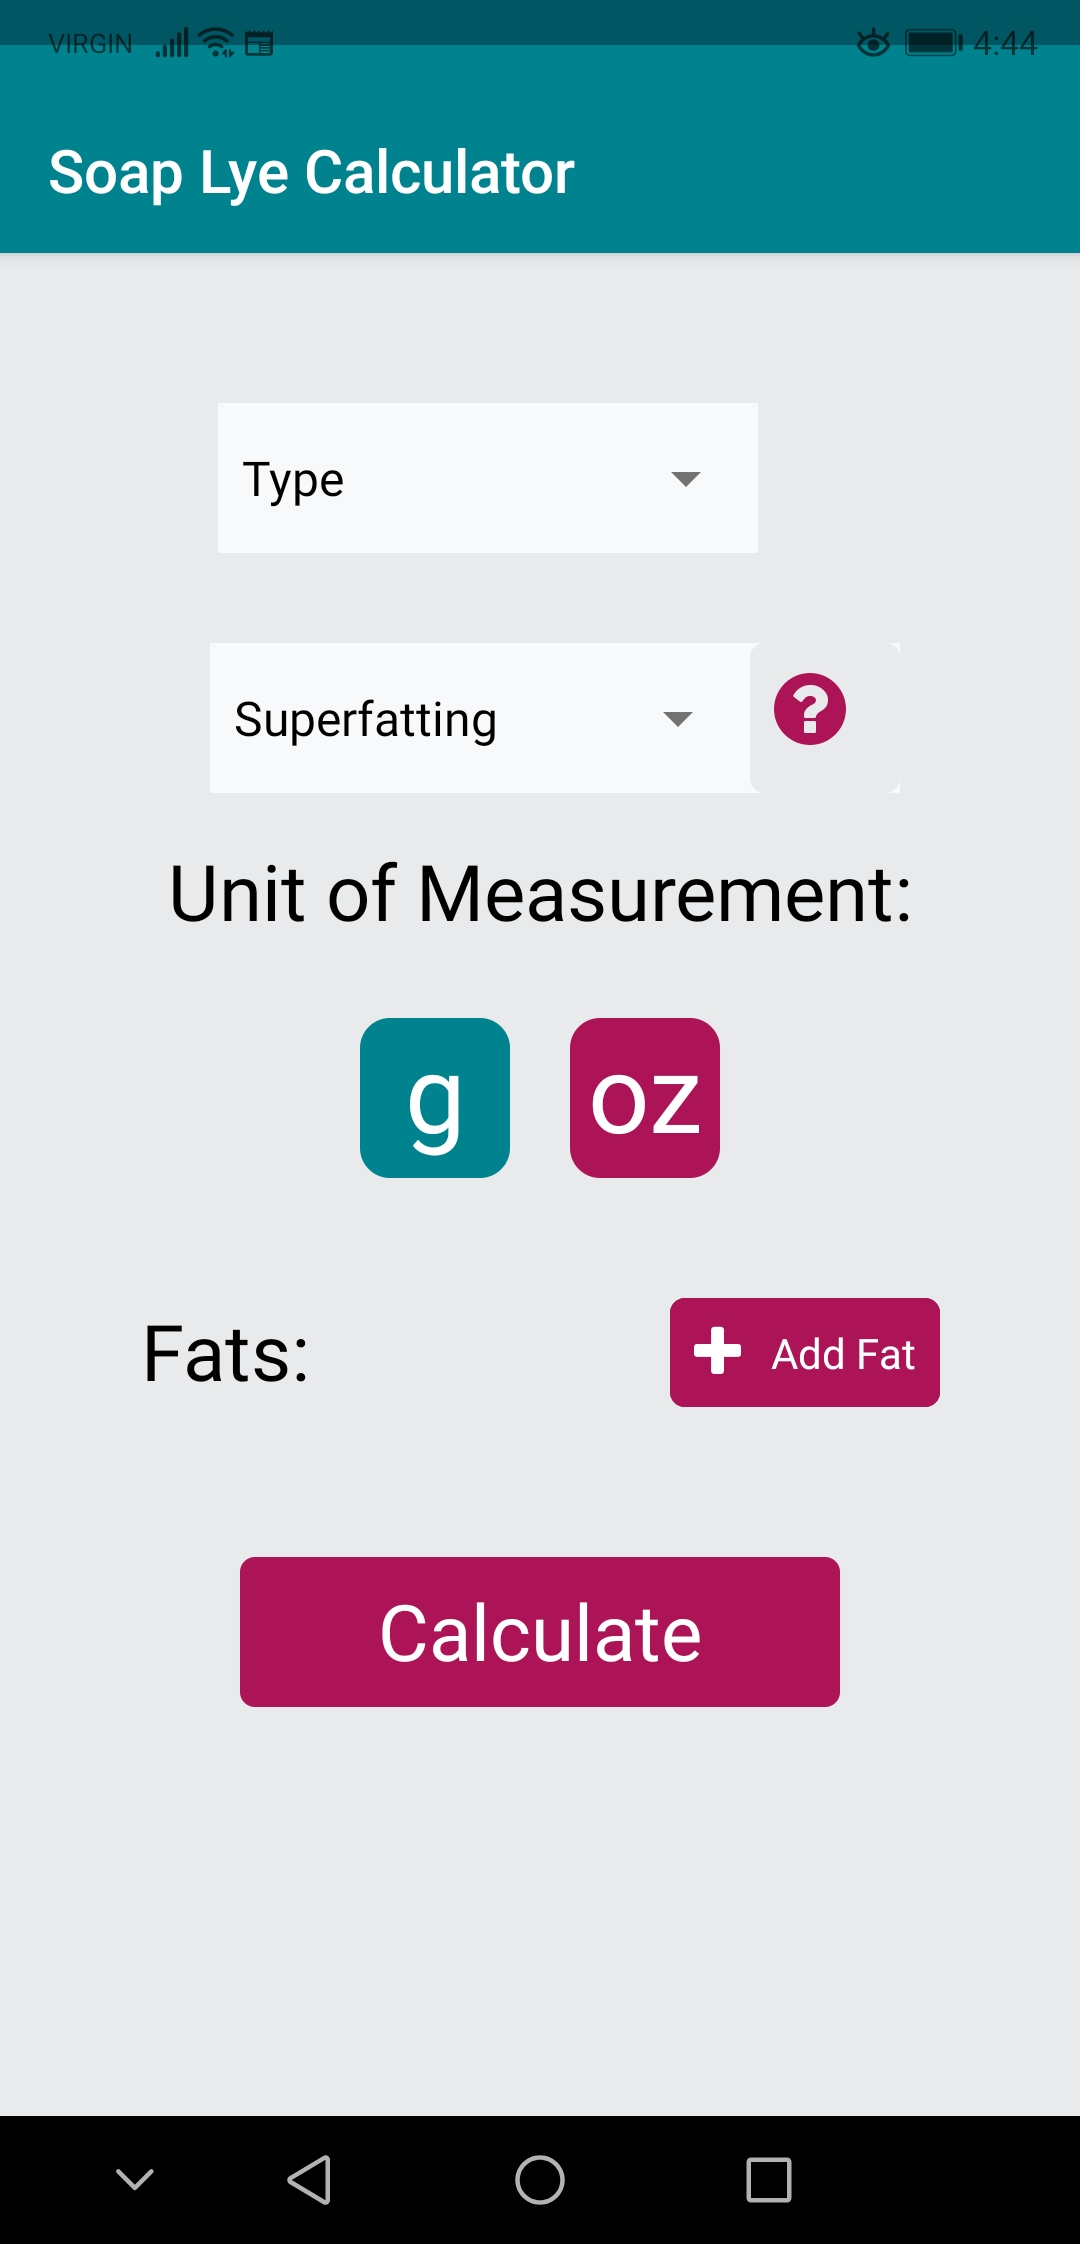 VIRGIN 4:44
Soap Lye Calculator
Type
Superfatting ?
Unit of Measurement:
g oz
Fats: Add Fat
Calculate